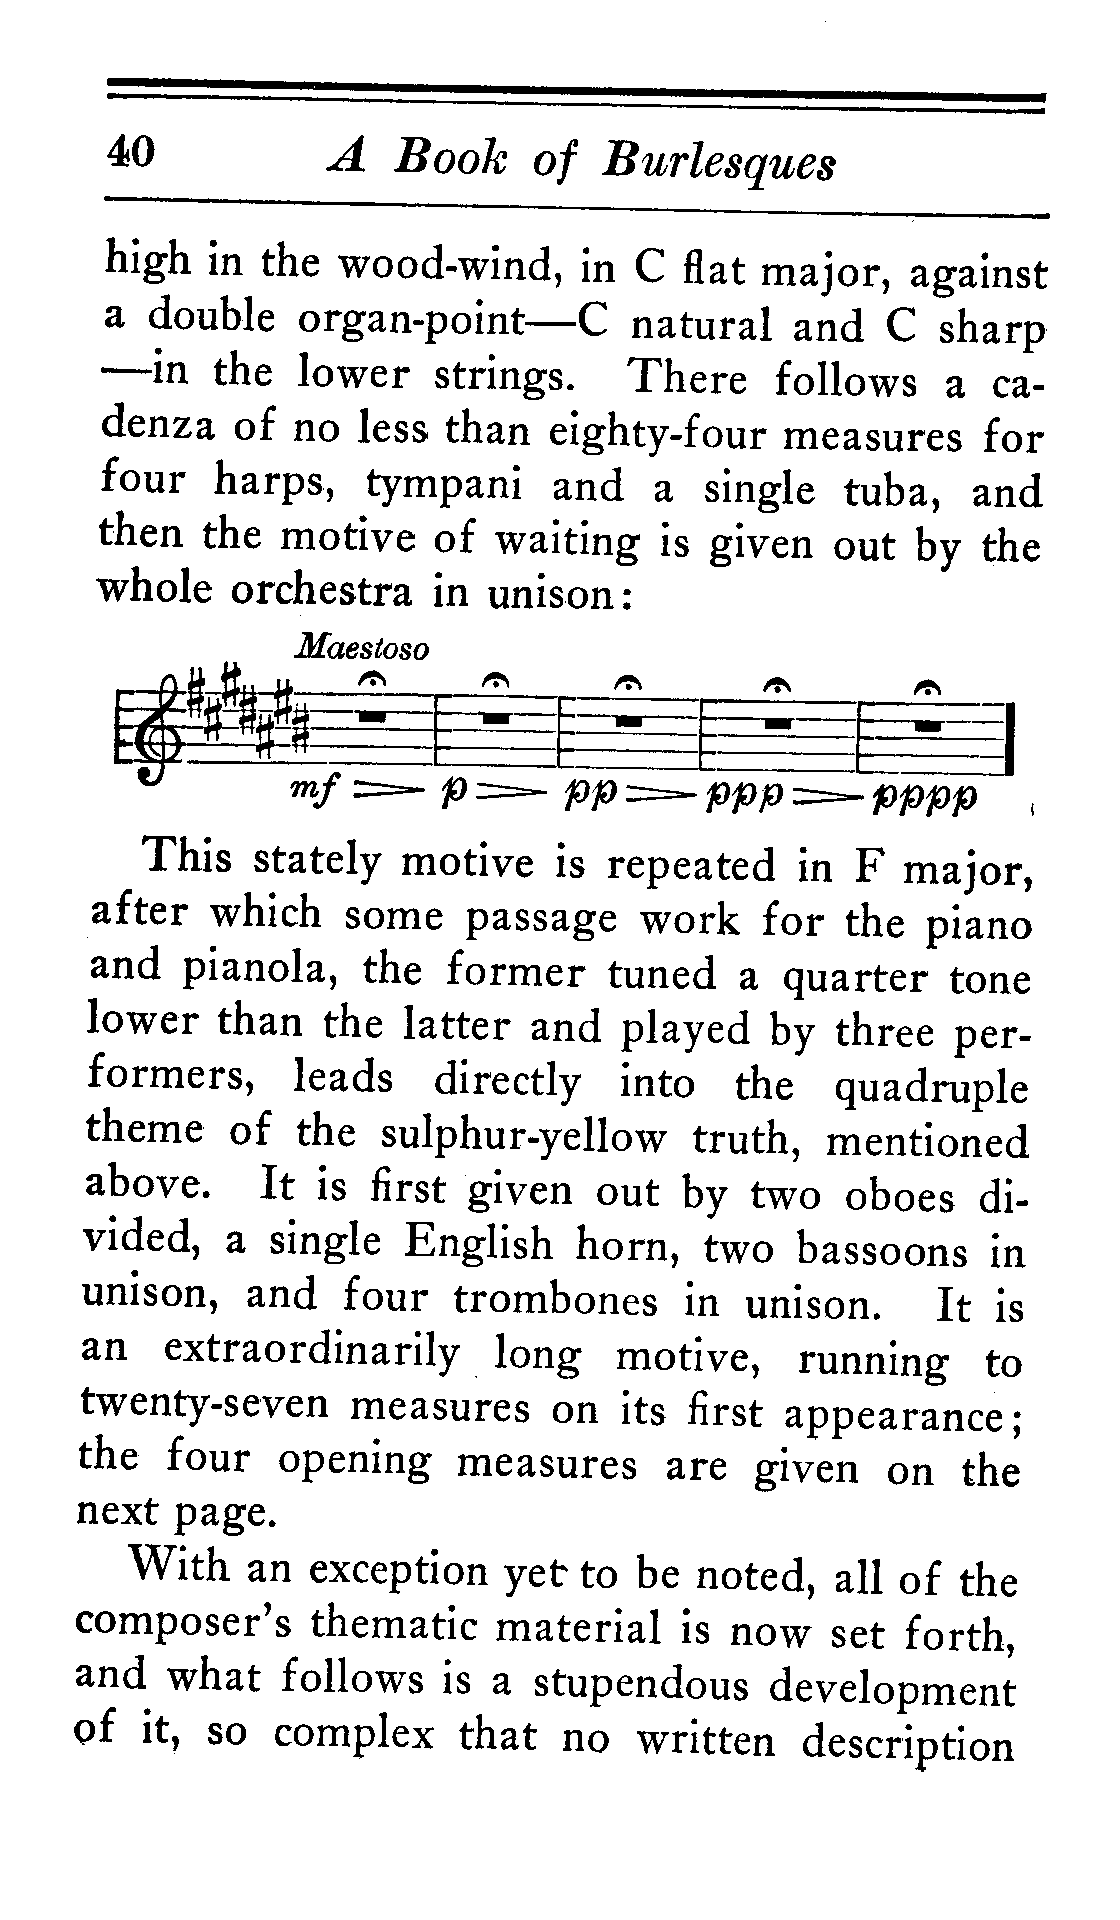 40 A Book of Burlesques
high in the wood-wind, in C flat major, against
a double organ-point—C natural and C sharp
—in the lower strings. There follows a ca-
denza of no less than eighty-four measures for
four harps, tympani and a single tuba, and
then the motive of waiting is given out by the
whole orchestra in unison:
Maestoso
mf p pp ppp pppp
This stately motive is repeated in F major,
after which some passage work for the piano
and pianola, the former tuned a quarter tone
lower than the latter and played by three per-
formers, leads directly into the quadruple
theme of the sulphur-yellow truth, mentioned
above. It is first given out by two oboes di-
vided, a single English horn, two bassoons in
unison, and four trombones in unison. It is
an extraordinarily long motive, running to
twenty-seven measures on its first appearance;
the four opening measures are given on the
next page.
With an exception yet to be noted, all of the
composer's thematic material is now set forth,
and what follows is a stupendous development
of it, so complex that no written description